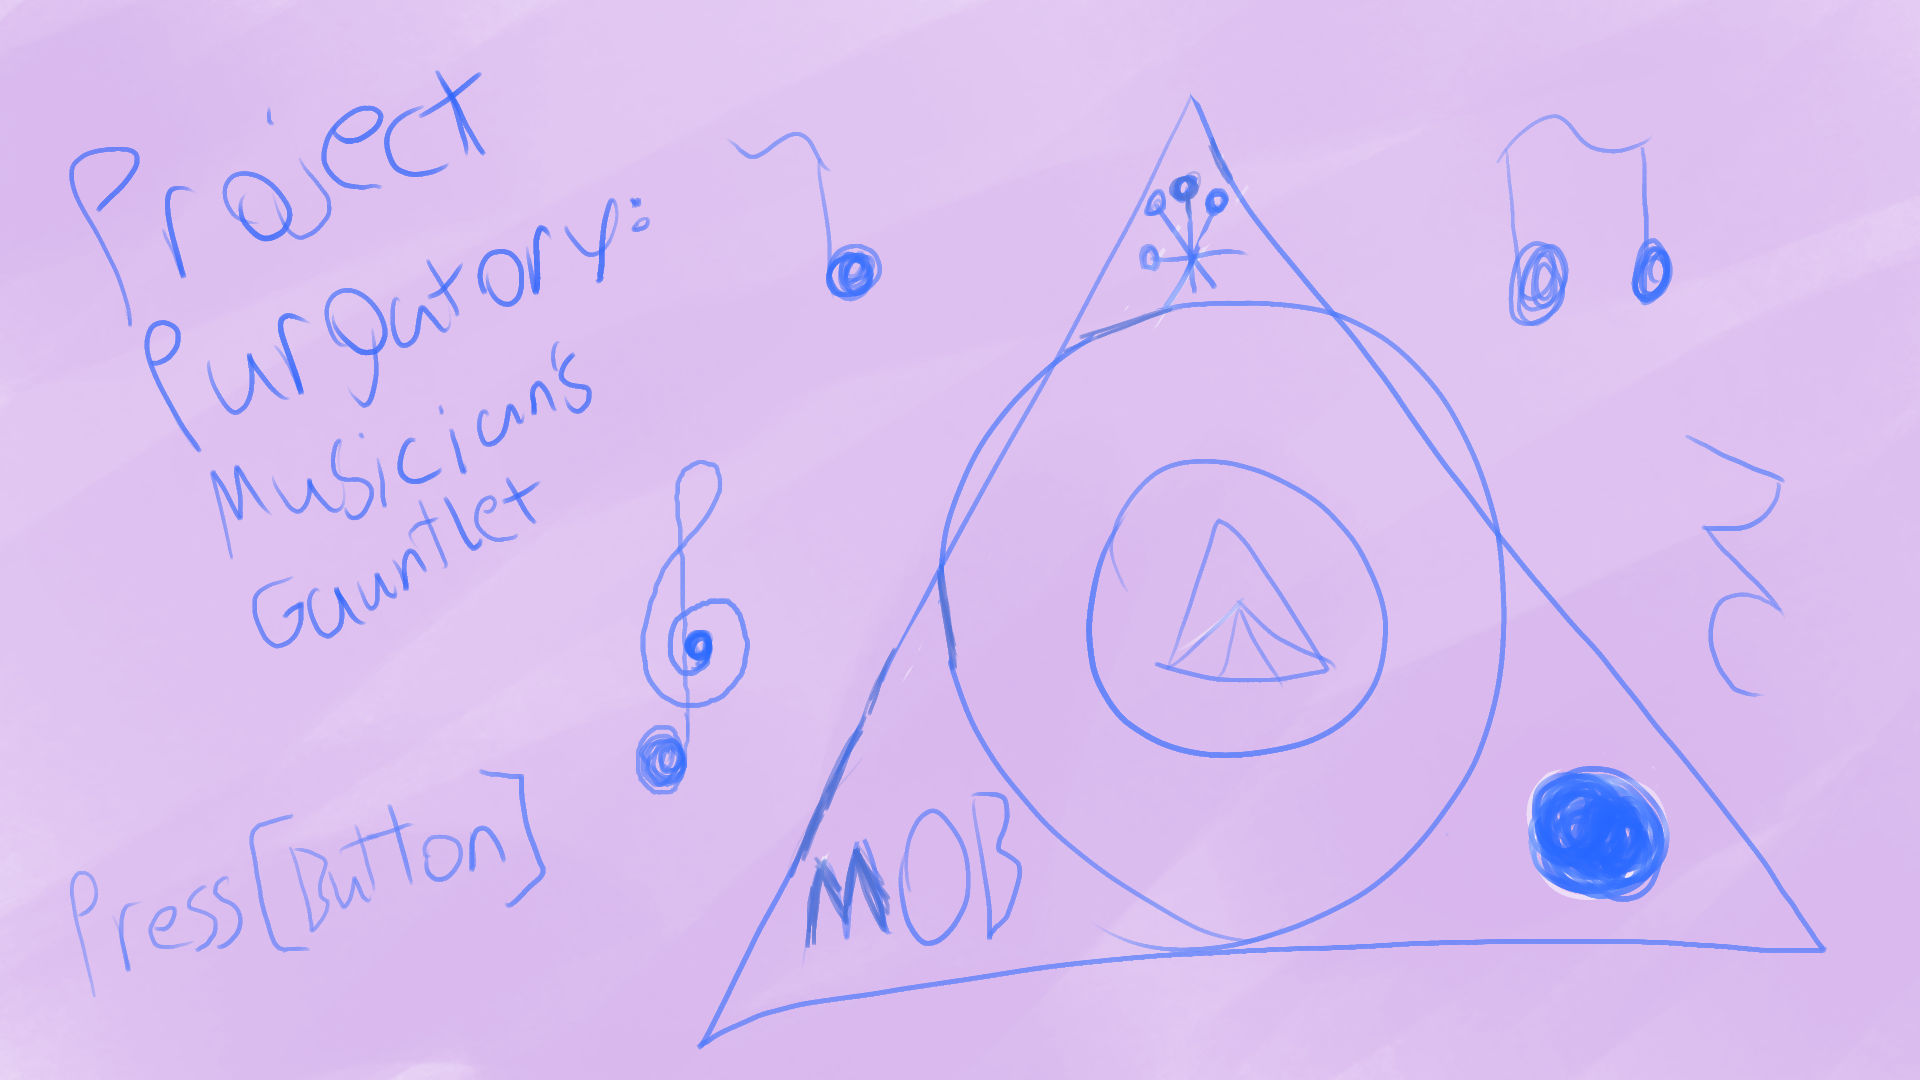 Project
Purgatory:
Musician's
Gauntlet
Press [Button]
MOB